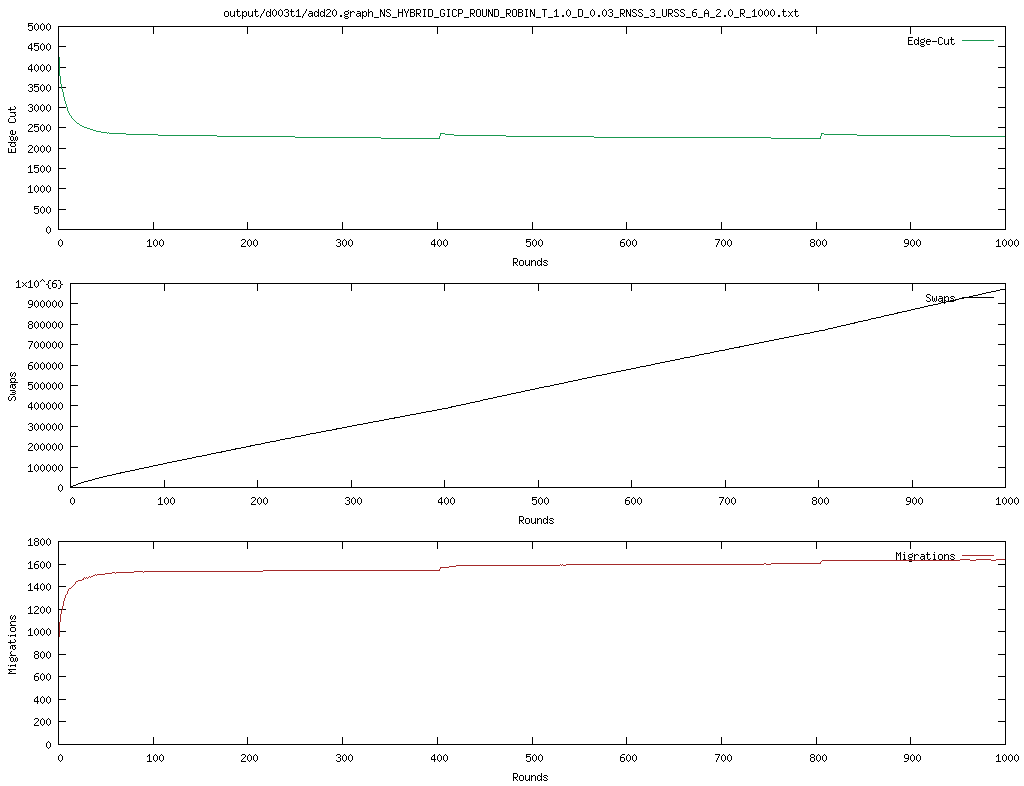 output/d003t1/add20.graph_NS_HYBRID_GICP_ROUND_ROBIN_T_1.0_D_0.03_RNSS_3_URSS_6_A_2.0_R_1000.txt
5000
4500
4000
3500
3000
2500
2000
1500
1000
500
0
Edge Cut
Edge-Cut
0 100 200 300 400 500 600 700 800 900 1000
Rounds
1×10^{6}
900000
800000
700000
600000
500000
400000
300000
200000
100000
0
Swaps
Swaps
0 100 200 300 400 500 600 700 800 900 1000
Rounds
1800
1600
1400
1200
1000
800
600
400
200
0
Migrations
Migrations
0 100 200 300 400 500 600 700 800 900 1000
Rounds